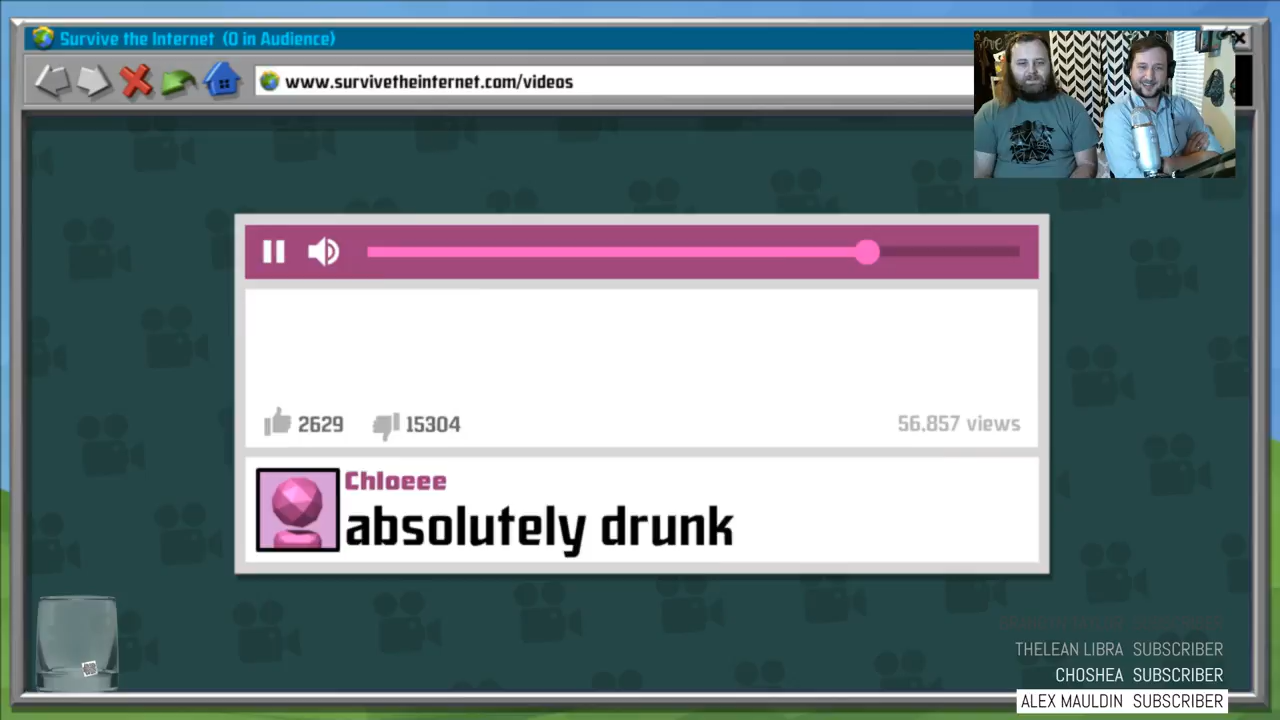 Survive the Internet (0 in Audience)
www.survivetheinternet.com/videos
2629 15304 56,857 views
Chloeee
absolutely drunk
SUBSCRIBER
THELEAN LIBRA SUBSCRIBER
CHOSHEA SUBSCRIBER
ALEX MAULDIN SUBSCRIBER